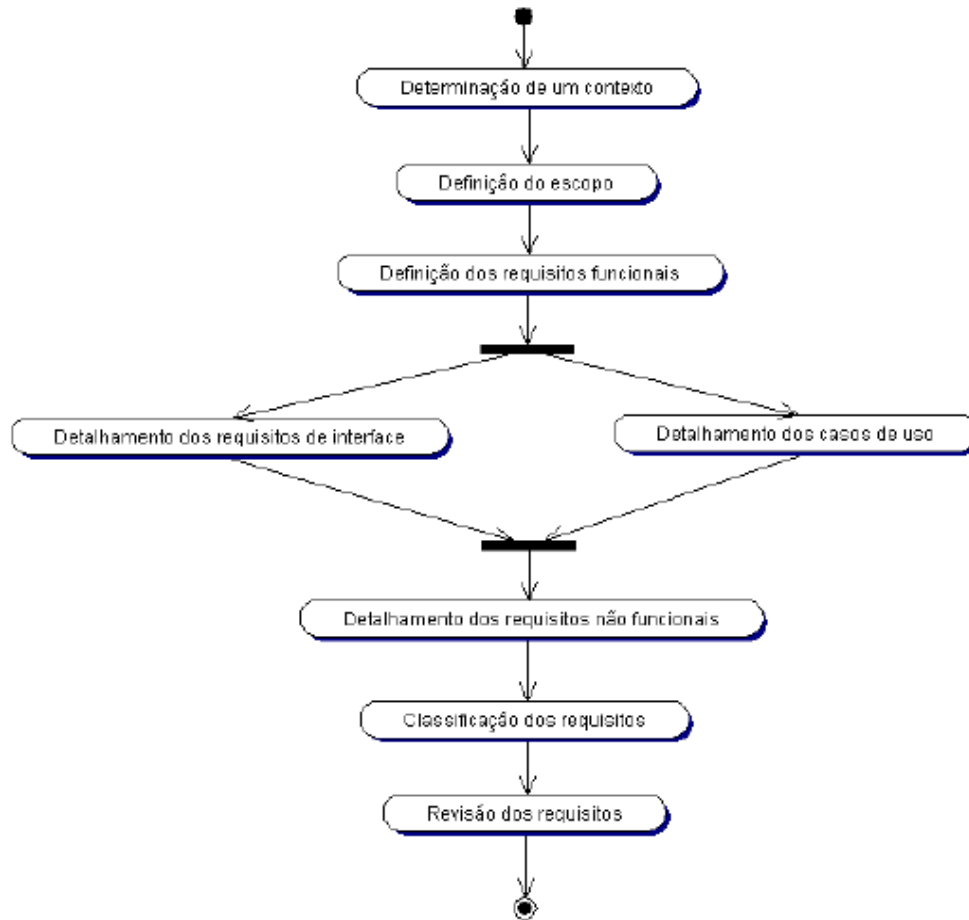 Determinação de um contexto
Definição do escopo
Definição dos requisitos funcionais
Detalhamento dos requisitos de interface
Detalhamento dos casos de uso
Detalhamento dos requisitos não funcionais
Classificação dos requisitos
Revisão dos requisitos